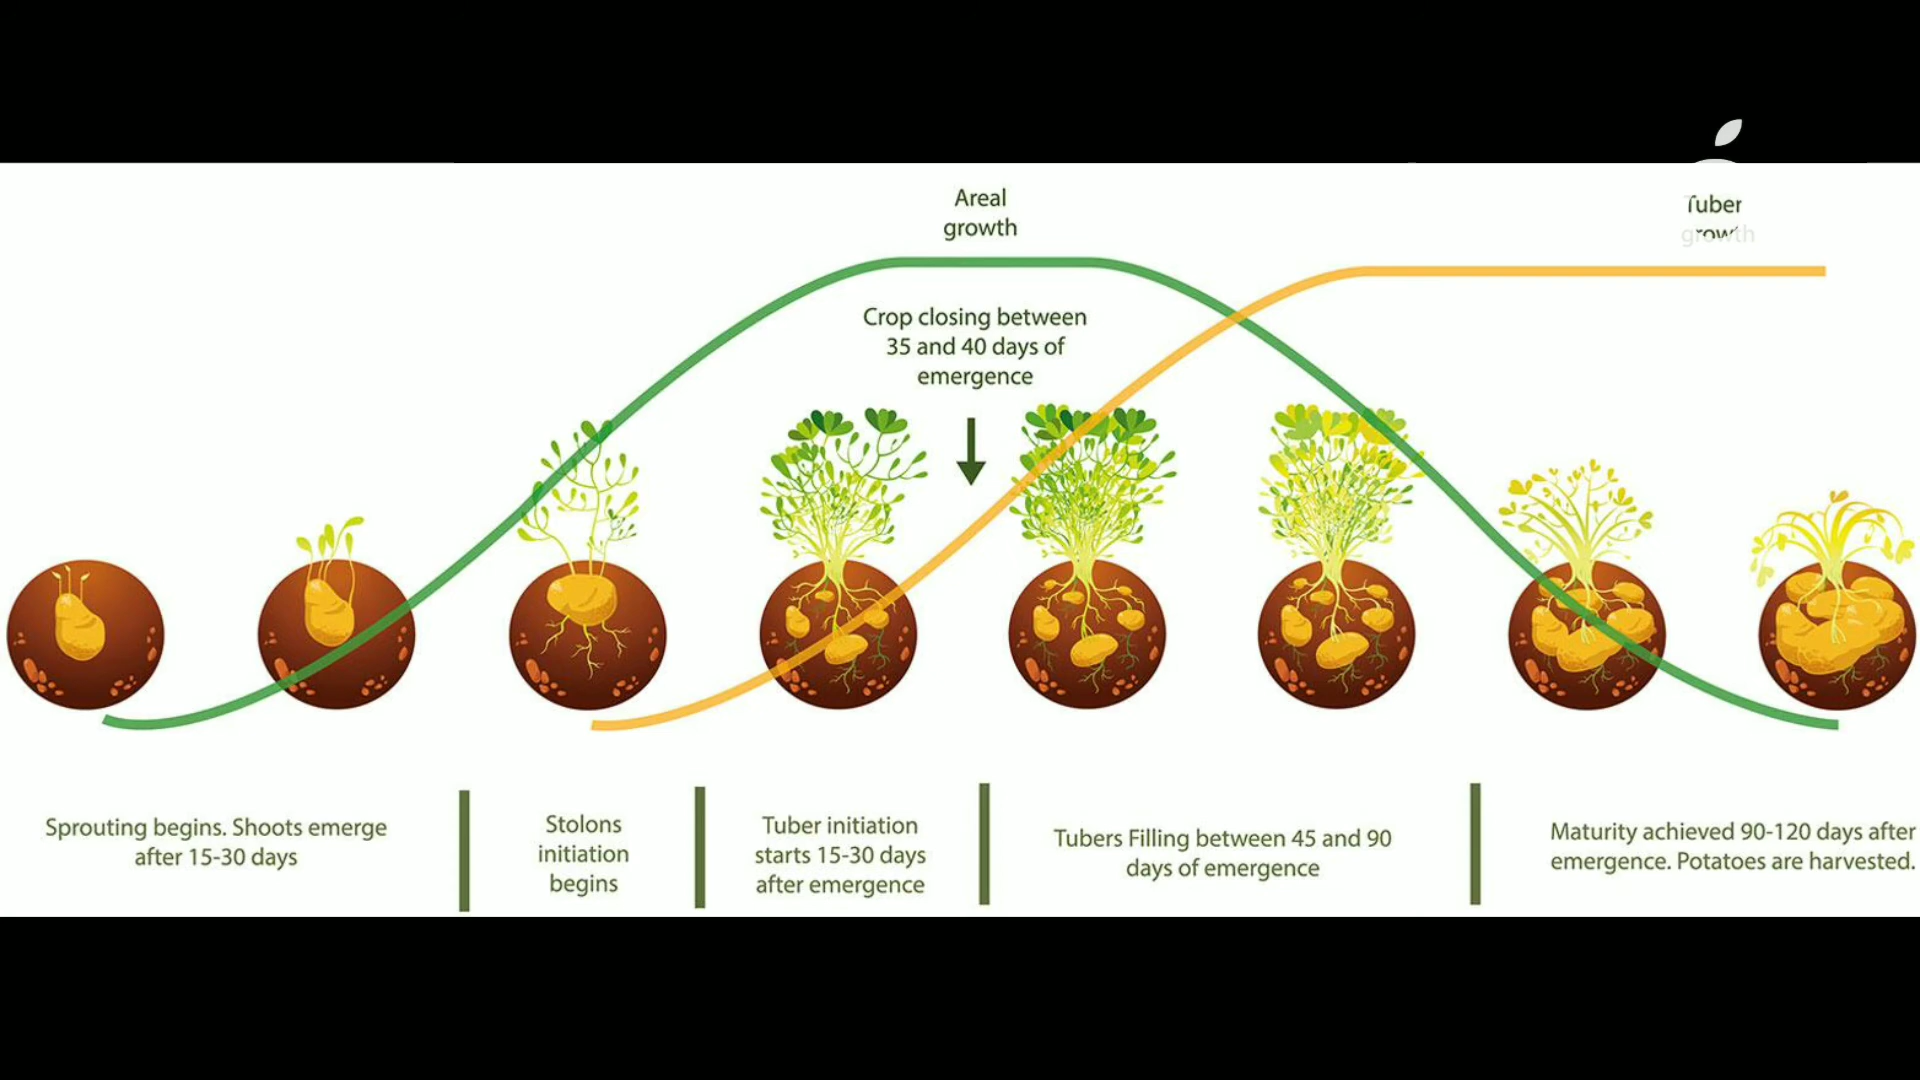 Areal
growth
Tuber
growth
Crop closing between
35 and 40 days of
emergence
Sprouting begins. Shoots emerge
after 15-30 days
Stolons
initiation
begins
Tuber initiation
starts 15-30 days
after emergence
Tubers Filling between 45 and 90
days of emergence
Maturity achieved 90-120 days after
emergence. Potatoes are harvested.